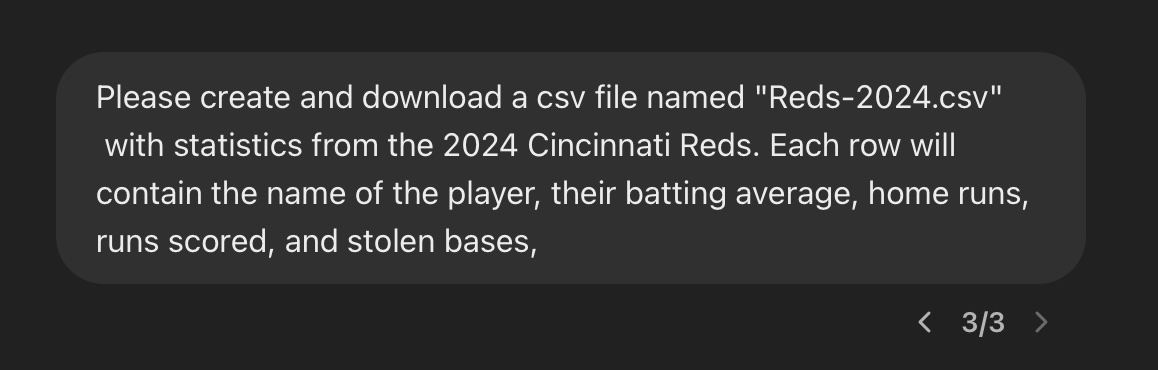 Please create and download a csv file named "Reds-2024.csv"
with statistics from the 2024 Cincinnati Reds. Each row will
contain the name of the player, their batting average, home runs,
runs scored, and stolen bases,
3/3